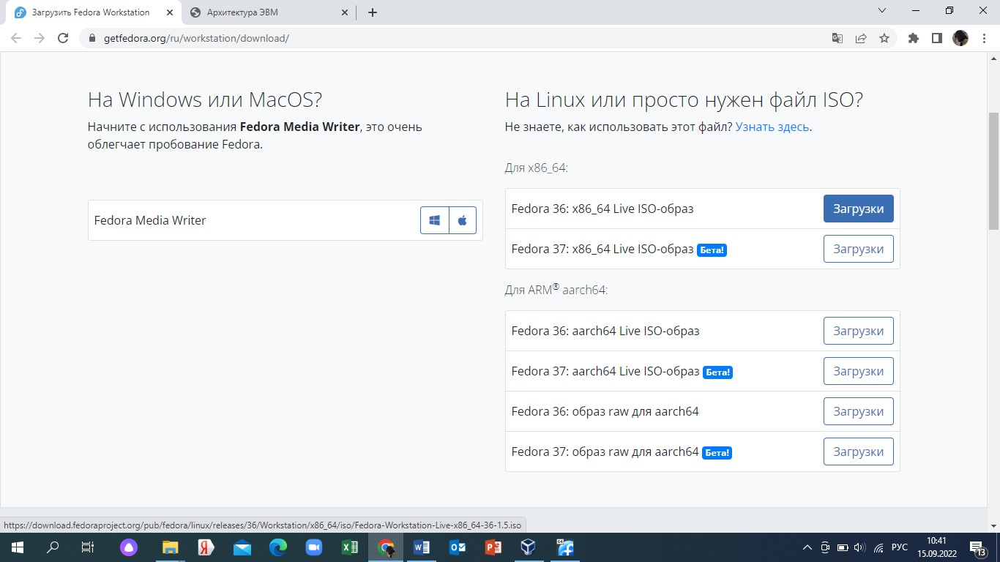 Загрузить Fedora Workstation
Архитектура ЭВМ
getfedora.org/ru/workstation/download/
На Windows или MacOS?
Начните с использования Fedora Media Writer, это очень
облегчает пробование Fedora.
Fedora Media Writer
На Linux или просто нужен файл ISO?
Не знаете, как использовать этот файл? Узнать здесь.
Для x86_64:
Fedora 36: x86_64 Live ISO-образ Загрузки
Fedora 37: x86_64 Live ISO-образ Бета! Загрузки
Для ARM® aarch64:
Fedora 36: aarch64 Live ISO-образ Загрузки
Fedora 37: aarch64 Live ISO-образ Бета! Загрузки
Fedora 36: образ raw для aarch64 Загрузки
Fedora 37: образ raw для aarch64 Бета! Загрузки
https://download.fedoraproject.org/pub/fedora/linux/releases/36/Workstation/x86_64/iso/Fedora-Workstation-Live-x86_64-36-1.5.iso
РУС
10:41
15.09.2022
13
64